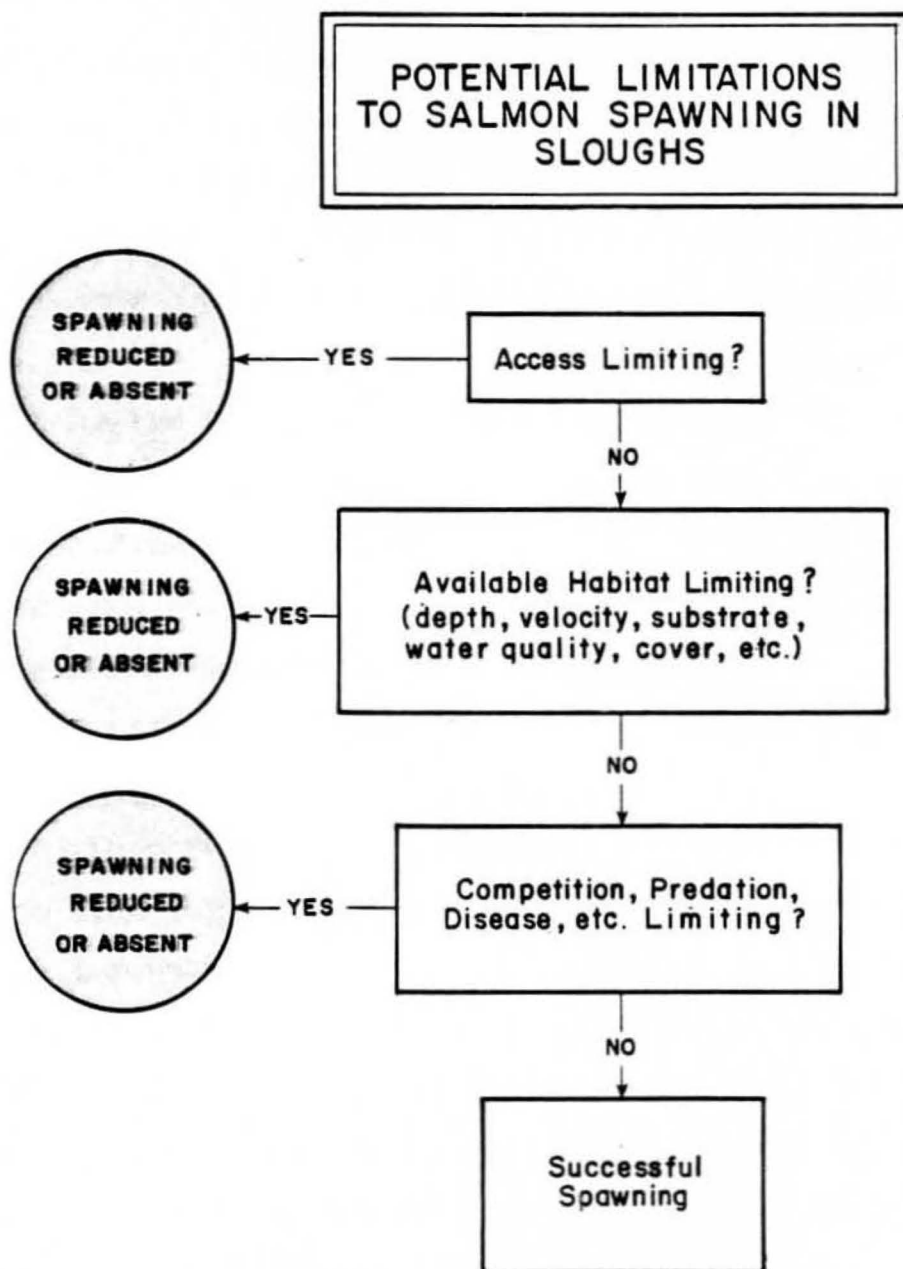 POTENTIAL LIMITATIONS
TO SALMON SPAWNING IN
SLOUGHS
SPAWNING
REDUCED
OR ABSENT
YES
Access Limiting?
NO
SPAWNING
REDUCED
OR ABSENT
YES
Available Habitat Limiting?
(depth, velocity, substrate,
water quality, cover, etc.)
NO
SPAWNING
REDUCED
OR ABSENT
YES
Competition, Predation,
Disease, etc. Limiting?
NO
Successful
Spawning